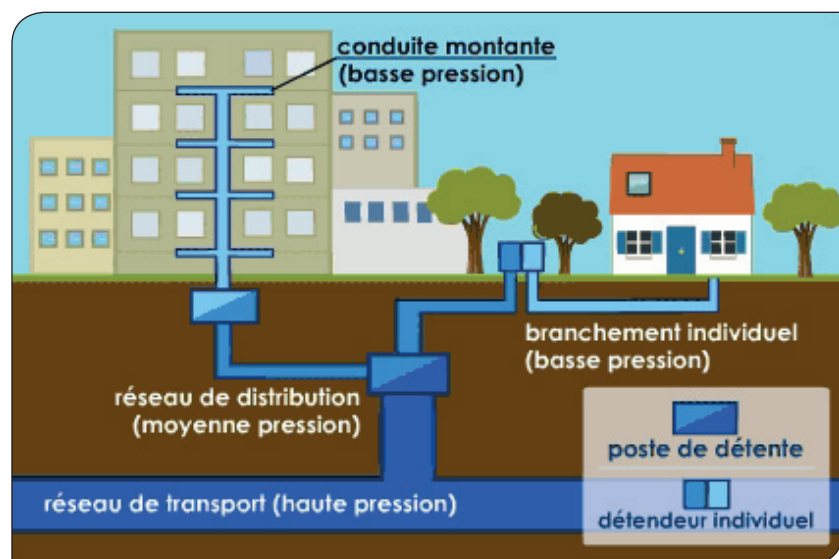 conduite montante
(basse pression)
branchement individuel
(basse pression)
réseau de distribution
(moyenne pression)
réseau de transport (haute pression)
poste de détente
détendeur individuel